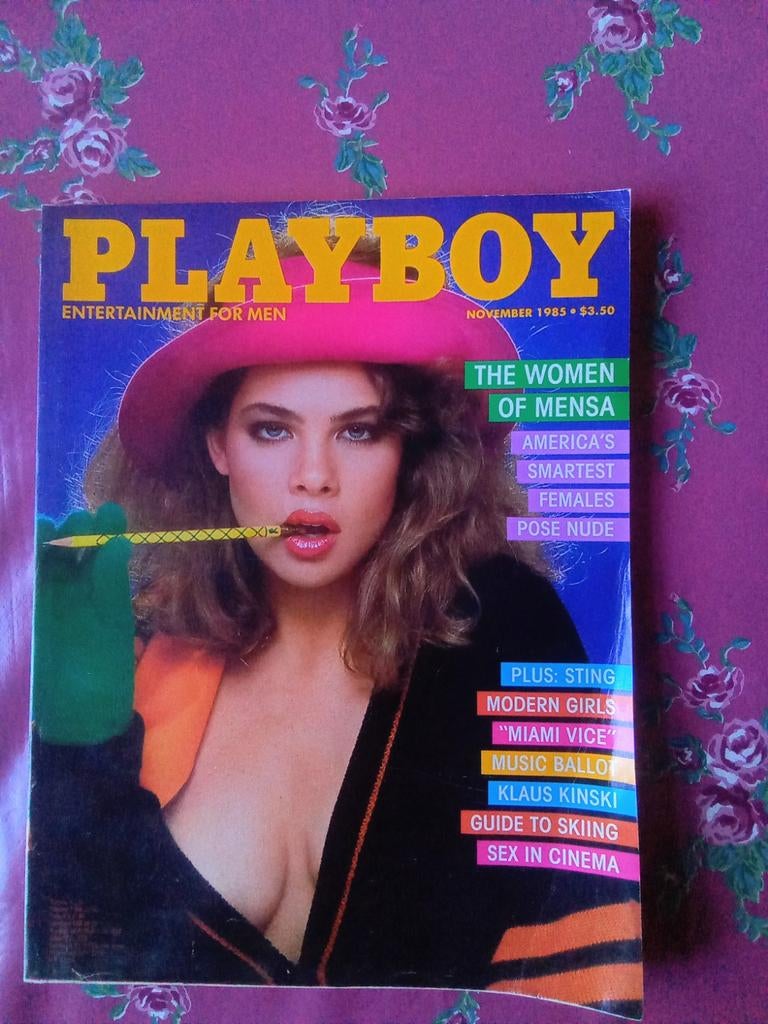 PLAYBOY
ENTERTAINMENT FOR MEN
NOVEMBER 1985 • $3.50
THE WOMEN
OF MENSA
AMERICA'S
SMARTEST
FEMALES
POSE NUDE
PLUS: STING
MODERN GIRLS
"MIAMI VICE"
MUSIC BALLOT
KLAUS KINSKI
GUIDE TO SKIING
SEX IN CINEMA